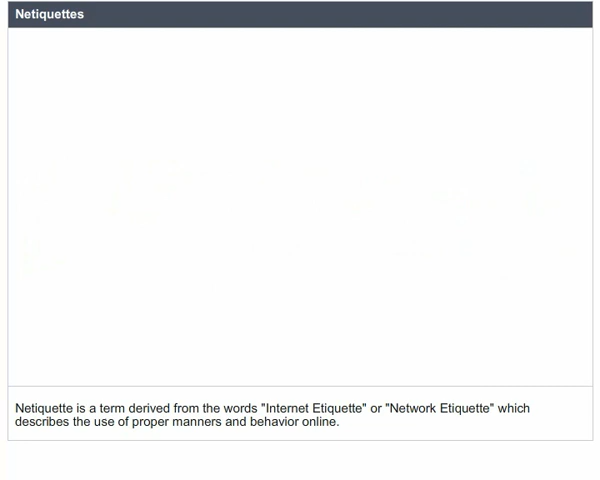 Netiquettes
Netiquette is a term derived from the words "Internet Etiquette" or "Network Etiquette" which
describes the use of proper manners and behavior online.